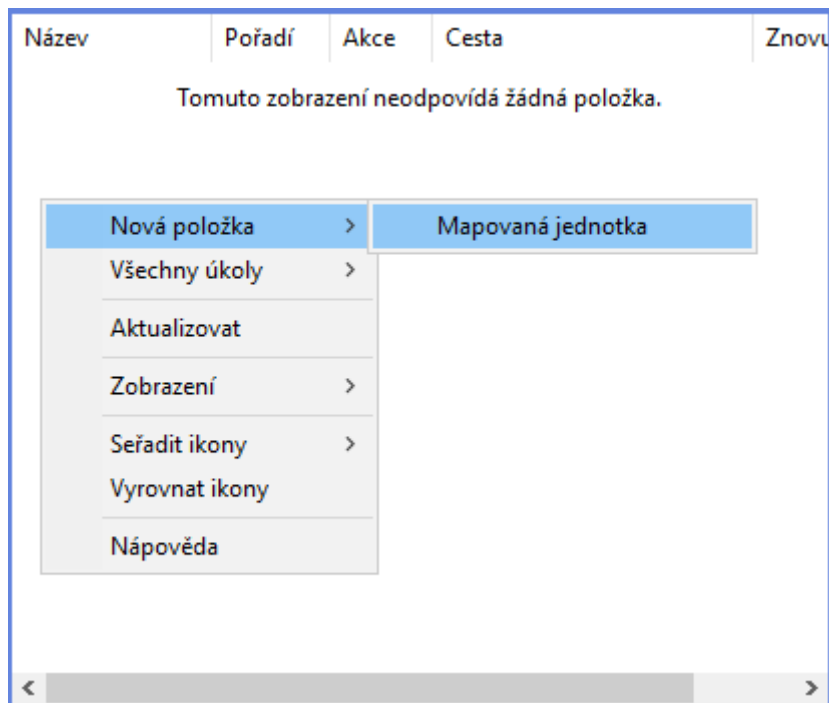 Název Pořadí Akce Cesta
Tomuto zobrazení neodpovídá žádná položka.
Nová položka > Mapovaná jednotka
Všechny úkoly >
Aktualizovat
Zobrazení >
Seřadit ikony >
Vyrovnat ikony
Nápověda